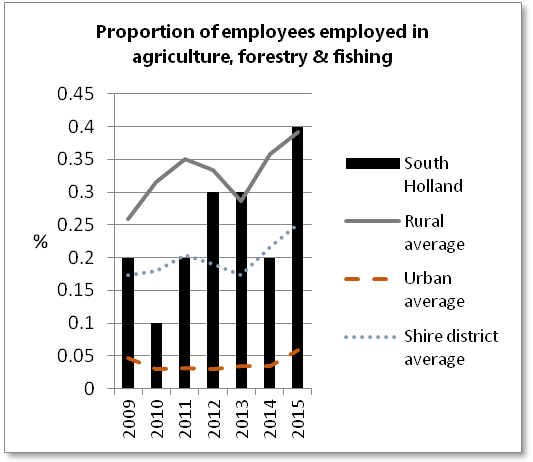 Proportion of employees employed in
agriculture, forestry & fishing
0.45
0.4
0.35
0.3
0.25
0.2
0.15
0.1
0.05
0
%
2009
2010
2011
2012
2013
2014
2015
South
Holland
Rural
average
Urban
average
Shire district
average